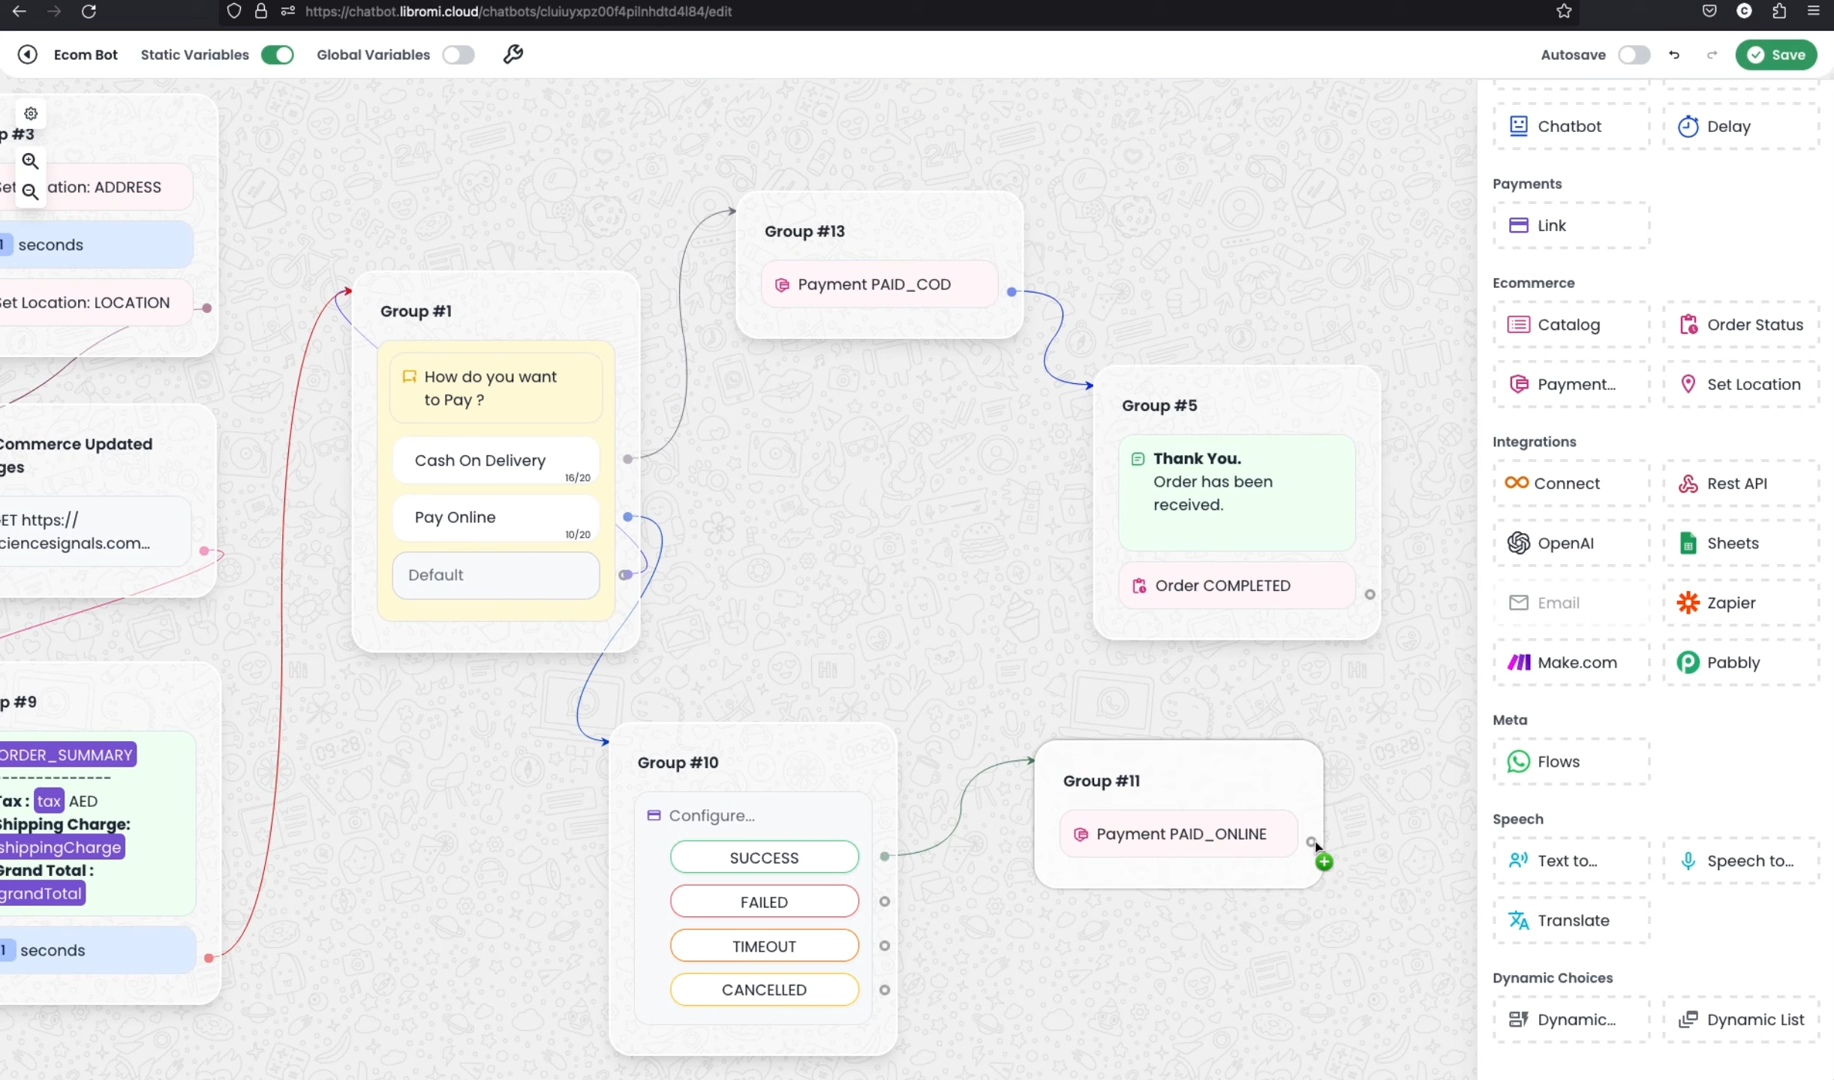 https://chatbot.libromi.cloud/chatbots/cluiuyxpz00f4pilnhdtd4l84/edit
Ecom Bot
Static Variables
Global Variables
Autosave
Save
p #3
Set Location: ADDRESS
1 seconds
Set Location: LOCATION
Commerce Updated
ges
ET https://
ciencesignals.com...
p #9
ORDER_SUMMARY
--------------
Tax : tax AED
Shipping Charge:
shippingCharge
Grand Total :
grandTotal
1 seconds
Group #1
How do you want
to Pay ?
Cash On Delivery
16/20
Pay Online
10/20
Default
Group #13
Payment PAID_COD
Group #5
Thank You.
Order has been
received.
Order COMPLETED
Group #10
Configure...
SUCCESS
FAILED
TIMEOUT
CANCELLED
Group #11
Payment PAID_ONLINE
Chatbot
Delay
Payments
Link
Ecommerce
Catalog
Order Status
Payment...
Set Location
Integrations
Connect
Rest API
OpenAI
Sheets
Email
Zapier
Make.com
Pabbly
Meta
Flows
Speech
Text to...
Speech to...
Translate
Dynamic Choices
Dynamic...
Dynamic List